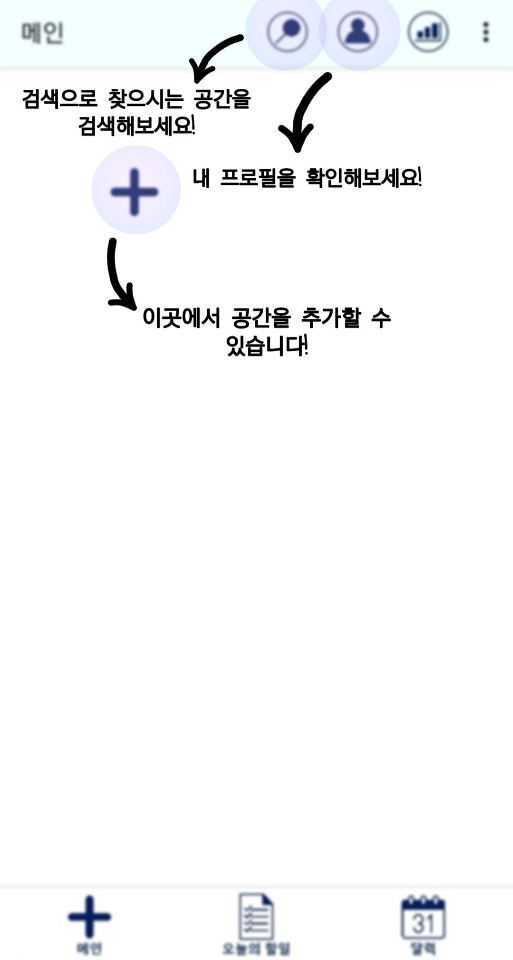 메인
검색으로 찾으시는 공간을
검색해보세요!
내 프로필을 확인해보세요!
이곳에서 공간을 추가할 수
있습니다!
31
메인
오늘의 할일
달력